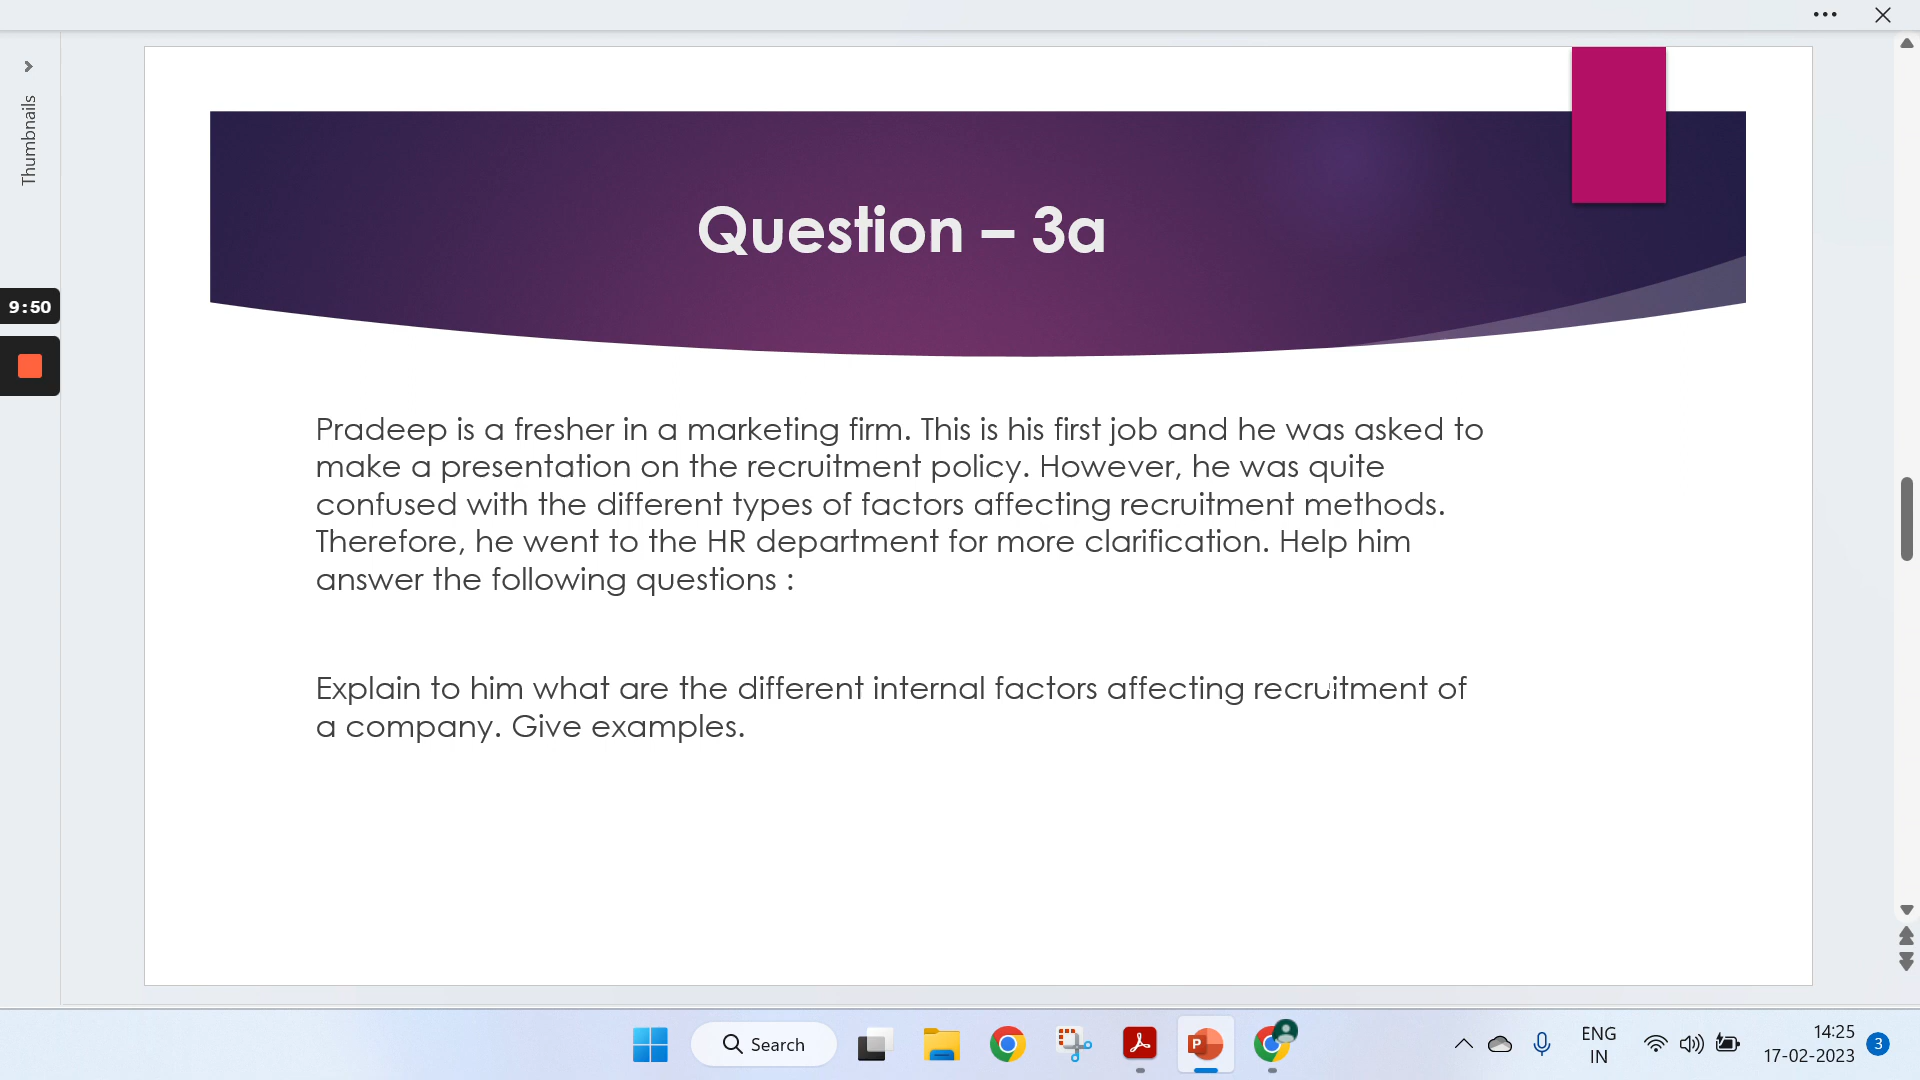 Thumbnails
9:50
Question – 3a
Pradeep is a fresher in a marketing firm. This is his first job and he was asked to
make a presentation on the recruitment policy. However, he was quite
confused with the different types of factors affecting recruitment methods.
Therefore, he went to the HR department for more clarification. Help him
answer the following questions :
Explain to him what are the different internal factors affecting recruitment of
a company. Give examples.
Search
P
ENG
IN
14:25
17-02-2023
3